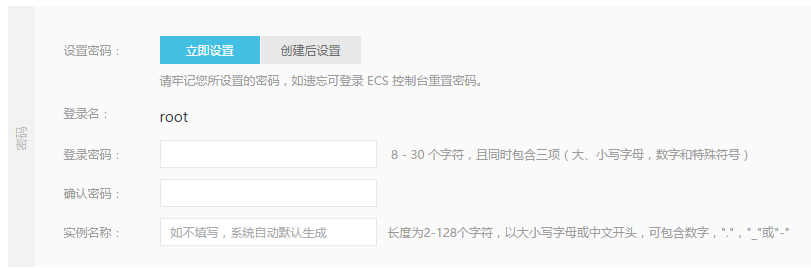 密码
设置密码： 立即设置 创建后设置
请牢记您所设置的密码，如遗忘可登录 ECS 控制台重置密码。
登录名： root
登录密码： 8 - 30 个字符，且同时包含三项（大、小写字母，数字和特殊符号）
确认密码：
实例名称： 如不填写，系统自动默认生成 长度为2-128个字符，以大小写字母或中文开头，可包含数字，"."，"_"或"-"